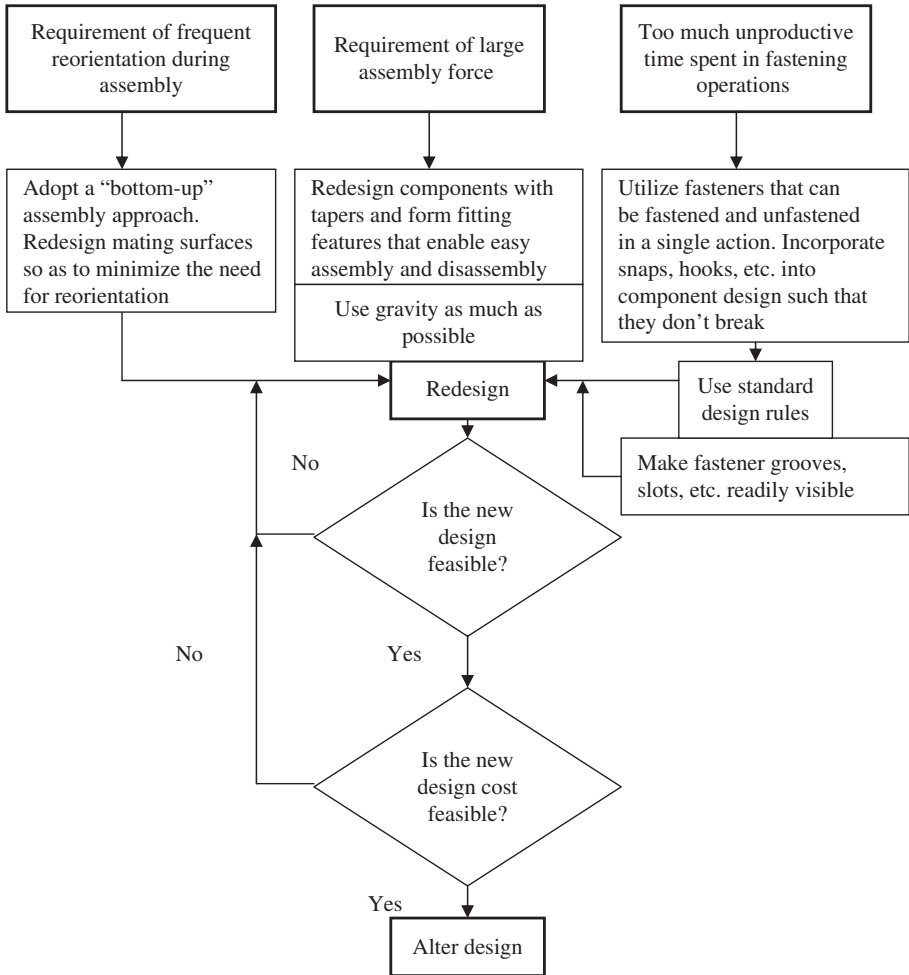 Requirement of frequent
reorientation during
assembly
Requirement of large
assembly force
Too much unproductive
time spent in fastening
operations
Adopt a “bottom-up”
assembly approach.
Redesign mating surfaces
so as to minimize the need
for reorientation
Redesign components with
tapers and form fitting
features that enable easy
assembly and disassembly
Use gravity as much as
possible
Utilize fasteners that can
be fastened and unfastened
in a single action. Incorporate
snaps, hooks, etc. into
component design such that
they don’t break
Redesign
Use standard
design rules
Make fastener grooves,
slots, etc. readily visible
No
Is the new
design
feasible?
No
Yes
Is the new
design cost
feasible?
Yes
Alter design